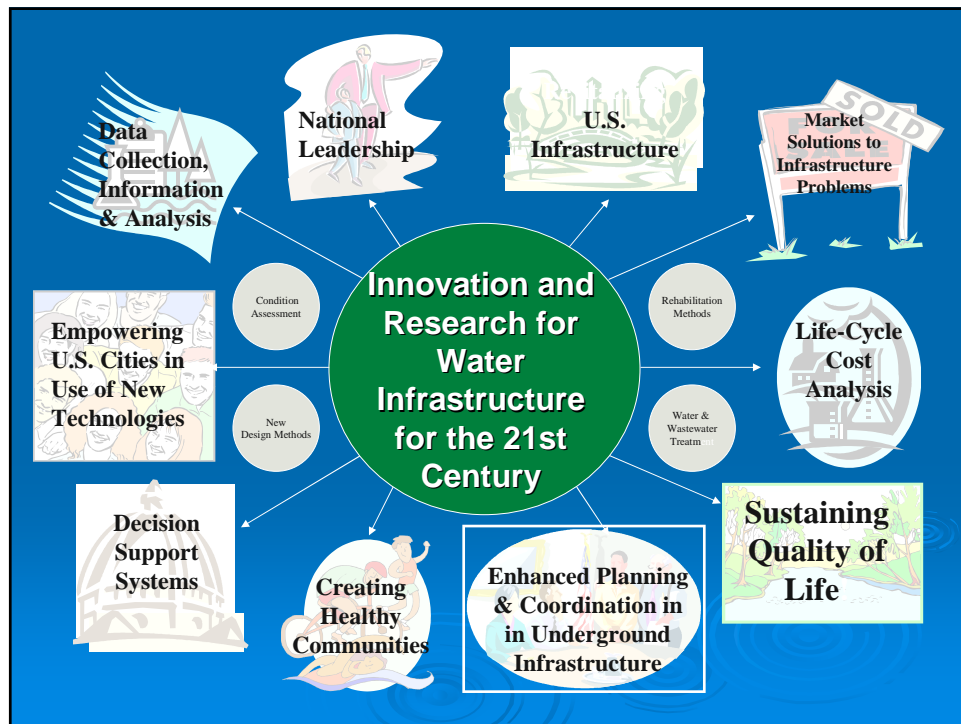 Data
Collection,
Information
& Analysis
National
Leadership
U.S.
Infrastructure
SOLD
FOR
SALE
Market
Solutions to
Infrastructure
Problems
Condition
Assessment
Innovation and
Research for
Water
Infrastructure
for the 21st
Century
Rehabilitation
Methods
Empowering
U.S. Cities in
Use of New
Technologies
Life-Cycle
Cost
Analysis
New
Design Methods
Water &
Wastewater
Treatment
Decision
Support
Systems
Creating
Healthy
Communities
Enhanced Planning
& Coordination in
in Underground
Infrastructure
Sustaining
Quality of
Life